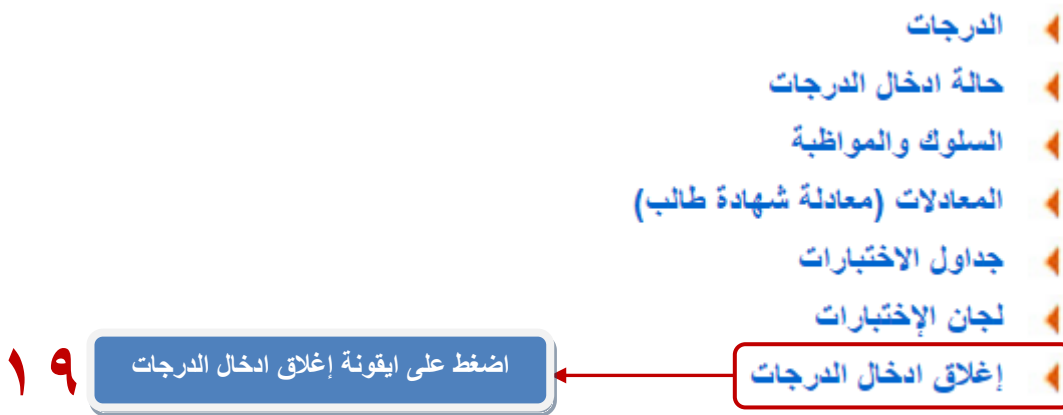 الدرجات
حالة ادخال الدرجات
السلوك والمواظبة
المعادلات (معادلة شهادة طالب)
جداول الاختبارات
لجان الإختبارات
إغلاق ادخال الدرجات
اضغط على ايقونة إغلاق ادخال الدرجات
١٩